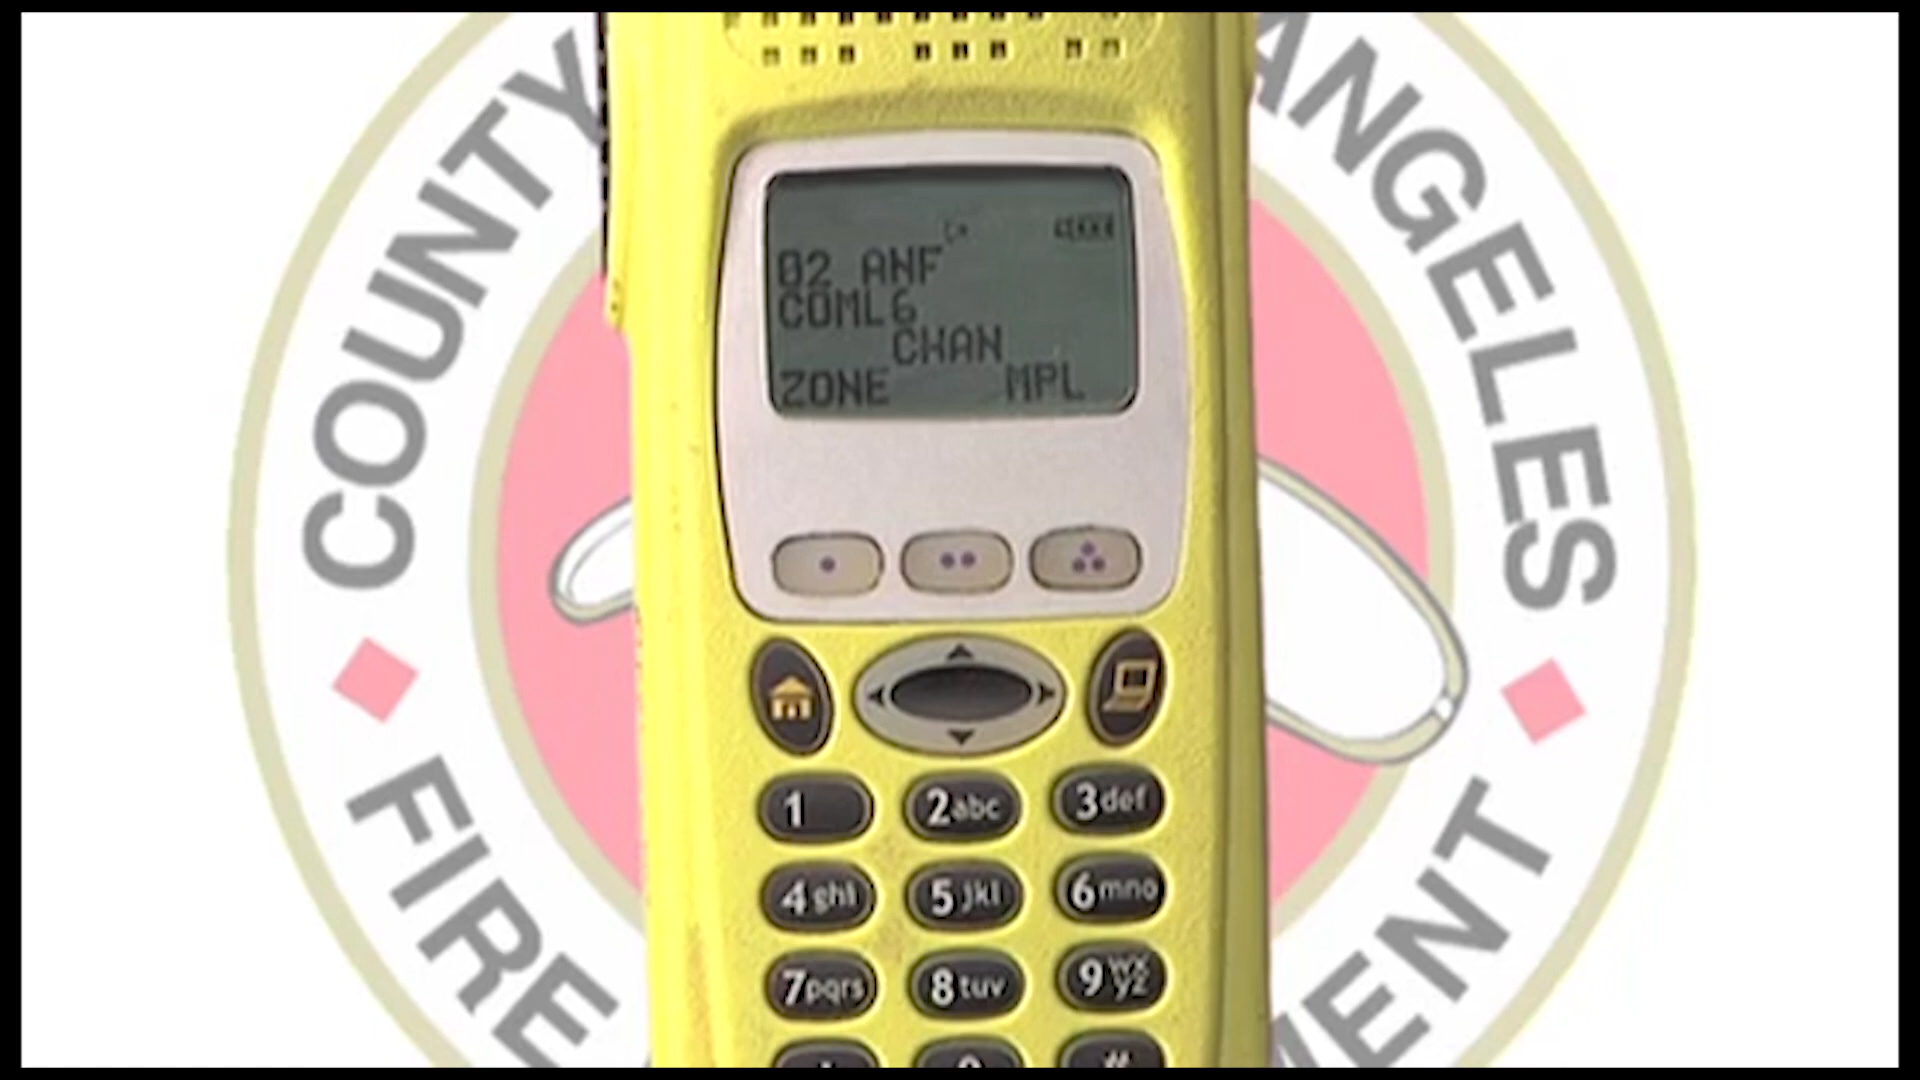 COUNTY
ANGELES
FIRE
MENT
02 ANF
COML6
CHAN
ZONE MPL
1 2abc 3def
4ghi 5jkl 6mno
7pqrs 8tuv 9wxyz
0 #